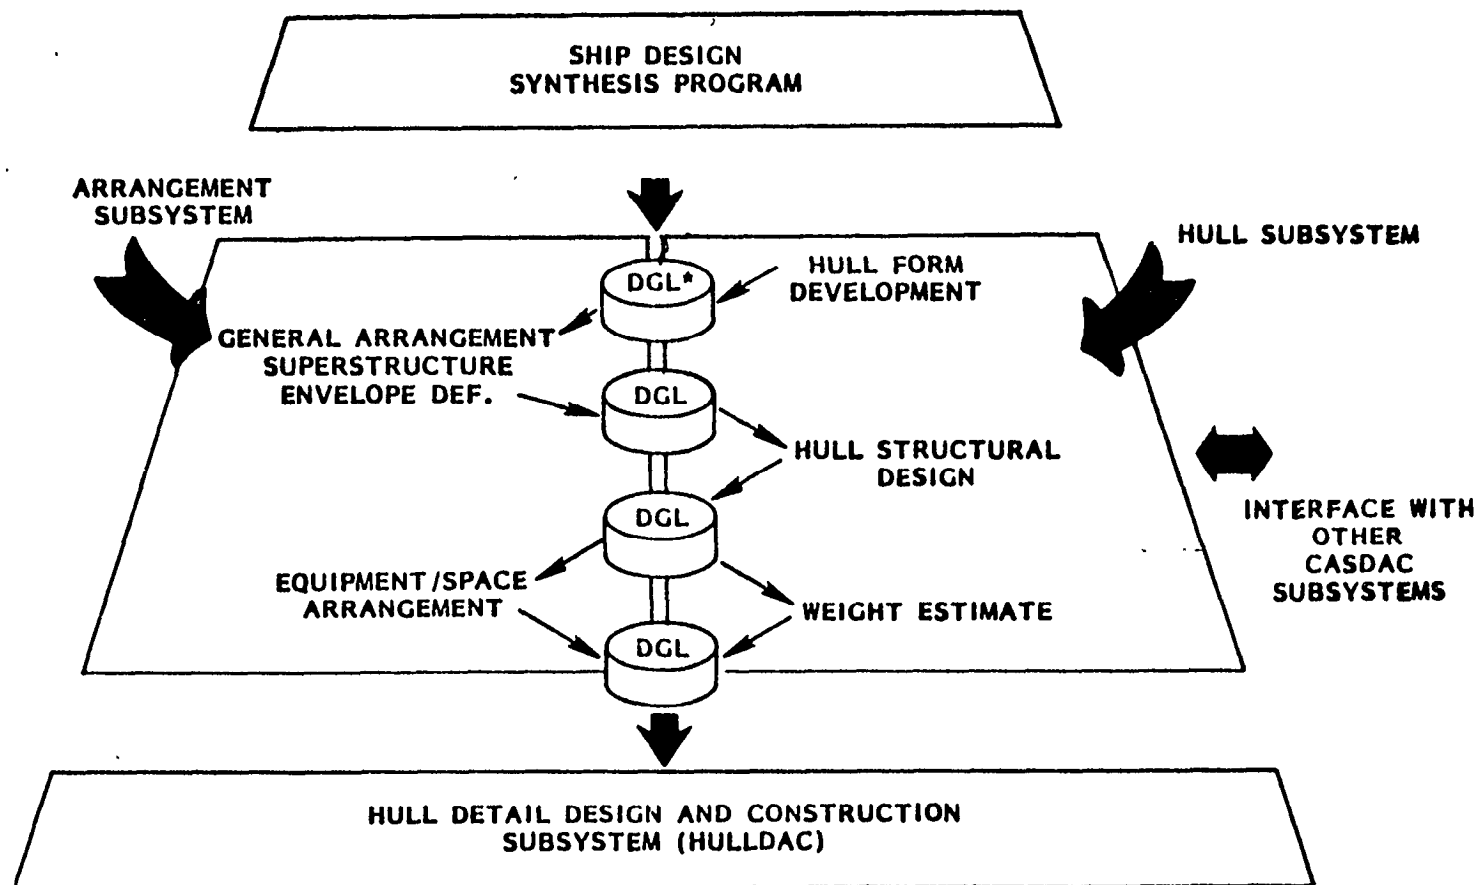 SHIP DESIGN
SYNTHESIS PROGRAM
ARRANGEMENT
SUBSYSTEM
HULL SUBSYSTEM
DGL*
HULL FORM
DEVELOPMENT
GENERAL ARRANGEMENT
SUPERSTRUCTURE
ENVELOPE DEF.
DGL
HULL STRUCTURAL
DESIGN
DGL
INTERFACE WITH
OTHER
CASDAC
SUBSYSTEMS
EQUIPMENT/SPACE
ARRANGEMENT
WEIGHT ESTIMATE
DGL
HULL DETAIL DESIGN AND CONSTRUCTION
SUBSYSTEM (HULLDAC)